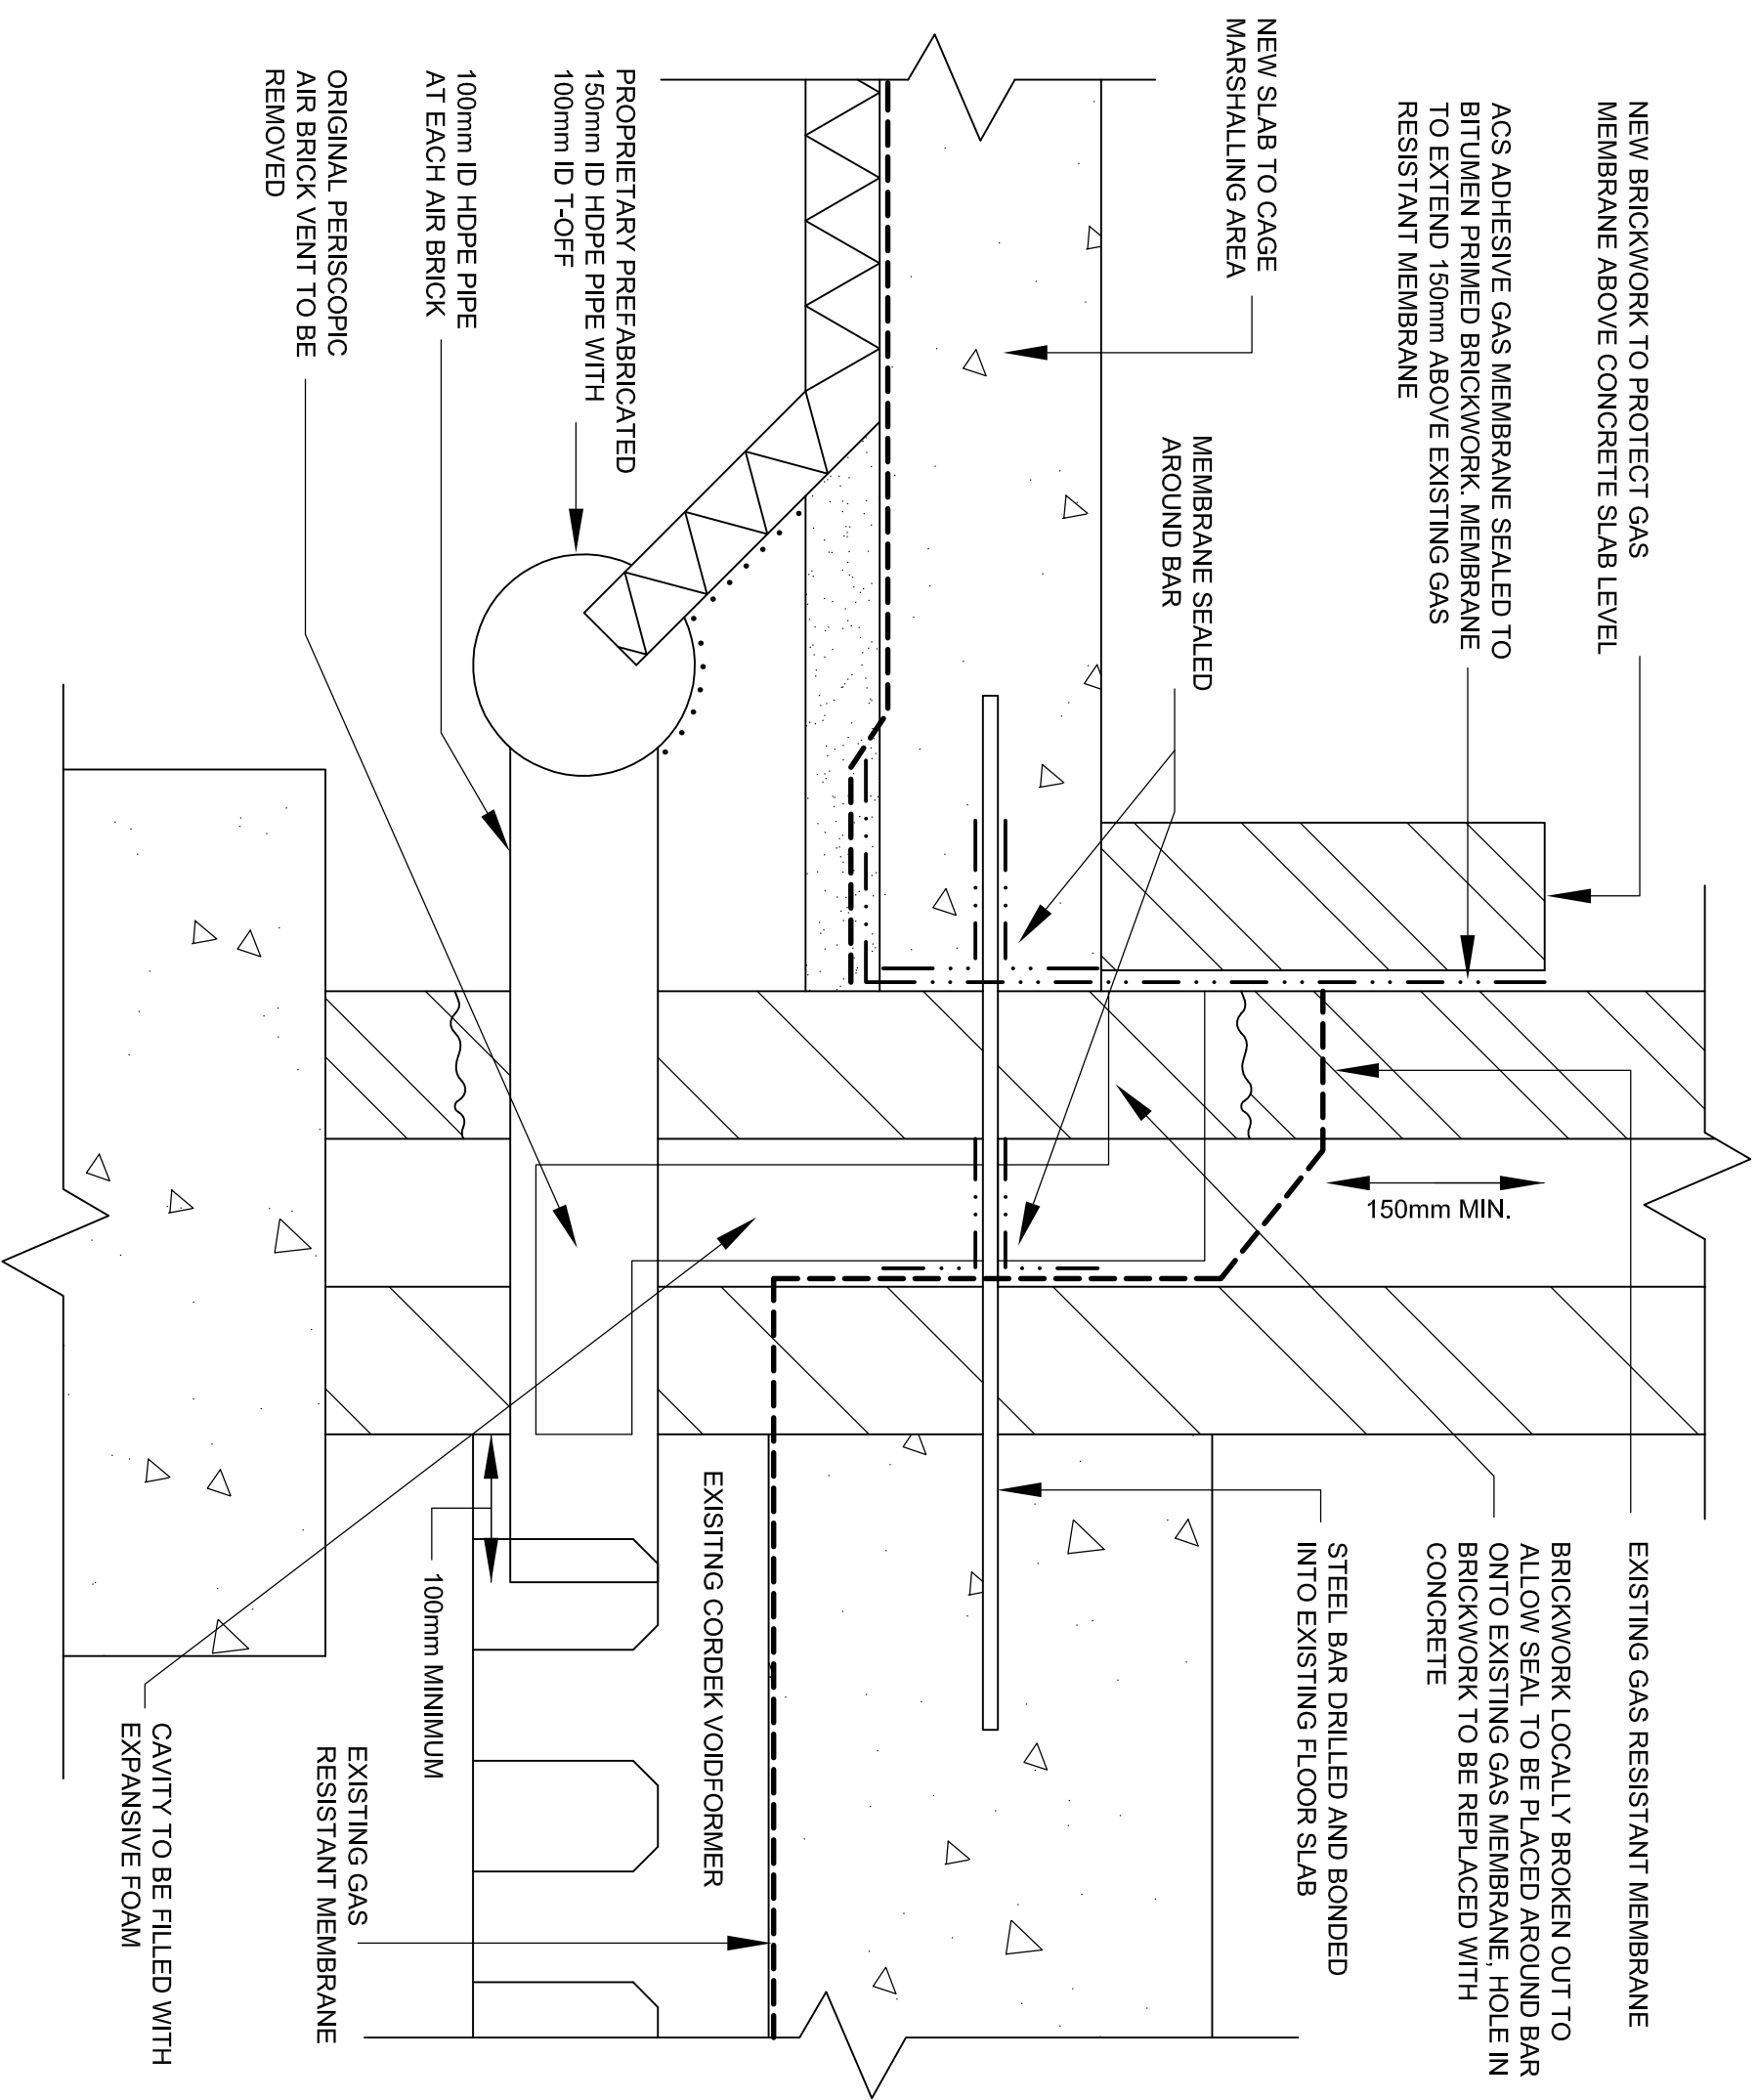 NEW BRICKWORK TO PROTECT GAS
MEMBRANE ABOVE CONCRETE SLAB LEVEL
ACS ADHESIVE GAS MEMBRANE SEALED TO
BITUMEN PRIMED BRICKWORK. MEMBRANE
TO EXTEND 150mm ABOVE EXISTING GAS
RESISTANT MEMBRANE
NEW SLAB TO CAGE
MARSHALLING AREA
MEMBRANE SEALED
AROUND BAR
PROPRIETARY PREFABRICATED
150mm ID HDPE PIPE WITH
100mm ID T-OFF
100mm ID HDPE PIPE
AT EACH AIR BRICK
ORIGINAL PERISCOPIC
AIR BRICK VENT TO BE
REMOVED
150mm MIN.
EXISTING GAS RESISTANT MEMBRANE
BRICKWORK LOCALLY BROKEN OUT TO
ALLOW SEAL TO BE PLACED AROUND BAR
ONTO EXISTING GAS MEMBRANE, HOLE IN
BRICKWORK TO BE REPLACED WITH
CONCRETE
STEEL BAR DRILLED AND BONDED
INTO EXISTING FLOOR SLAB
EXISITNG CORDEK VOIDFORMER
100mm MINIMUM
EXISTING GAS
RESISTANT MEMBRANE
CAVITY TO BE FILLED WITH
EXPANSIVE FOAM